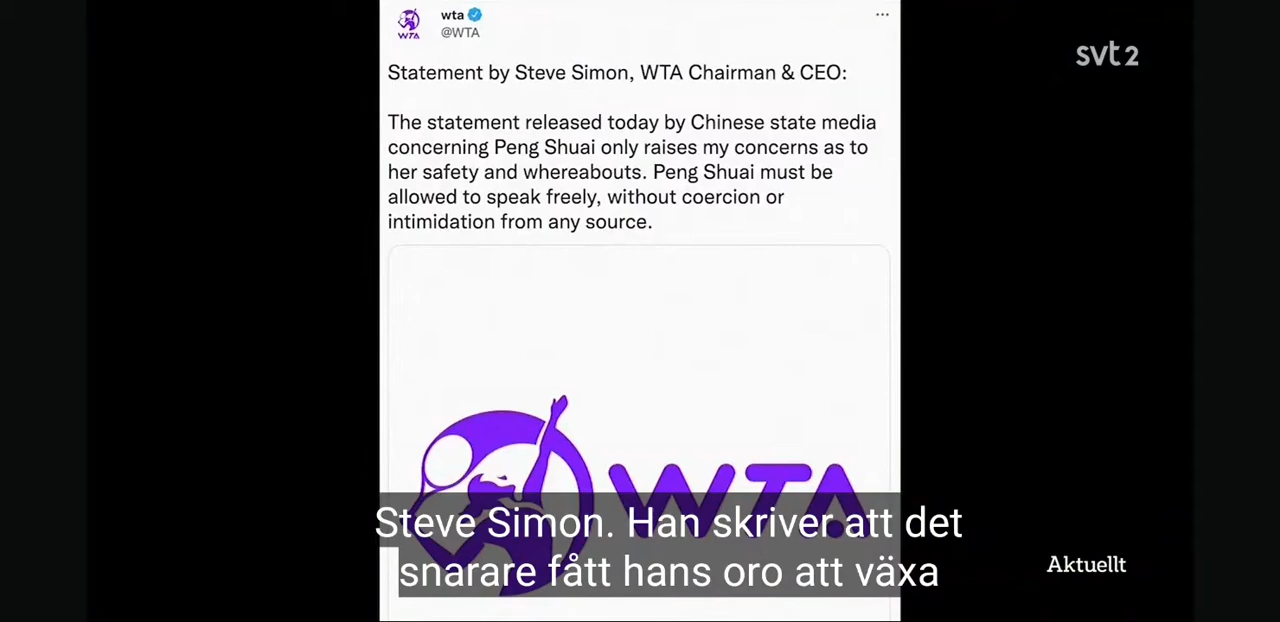 wta
@WTA
WTA
svt2
Statement by Steve Simon, WTA Chairman & CEO:
The statement released today by Chinese state media
concerning Peng Shuai only raises my concerns as to
her safety and whereabouts. Peng Shuai must be
allowed to speak freely, without coercion or
intimidation from any source.
WTA
Steve Simon. Han skriver att det
snarare fått hans oro att växa
Aktuellt